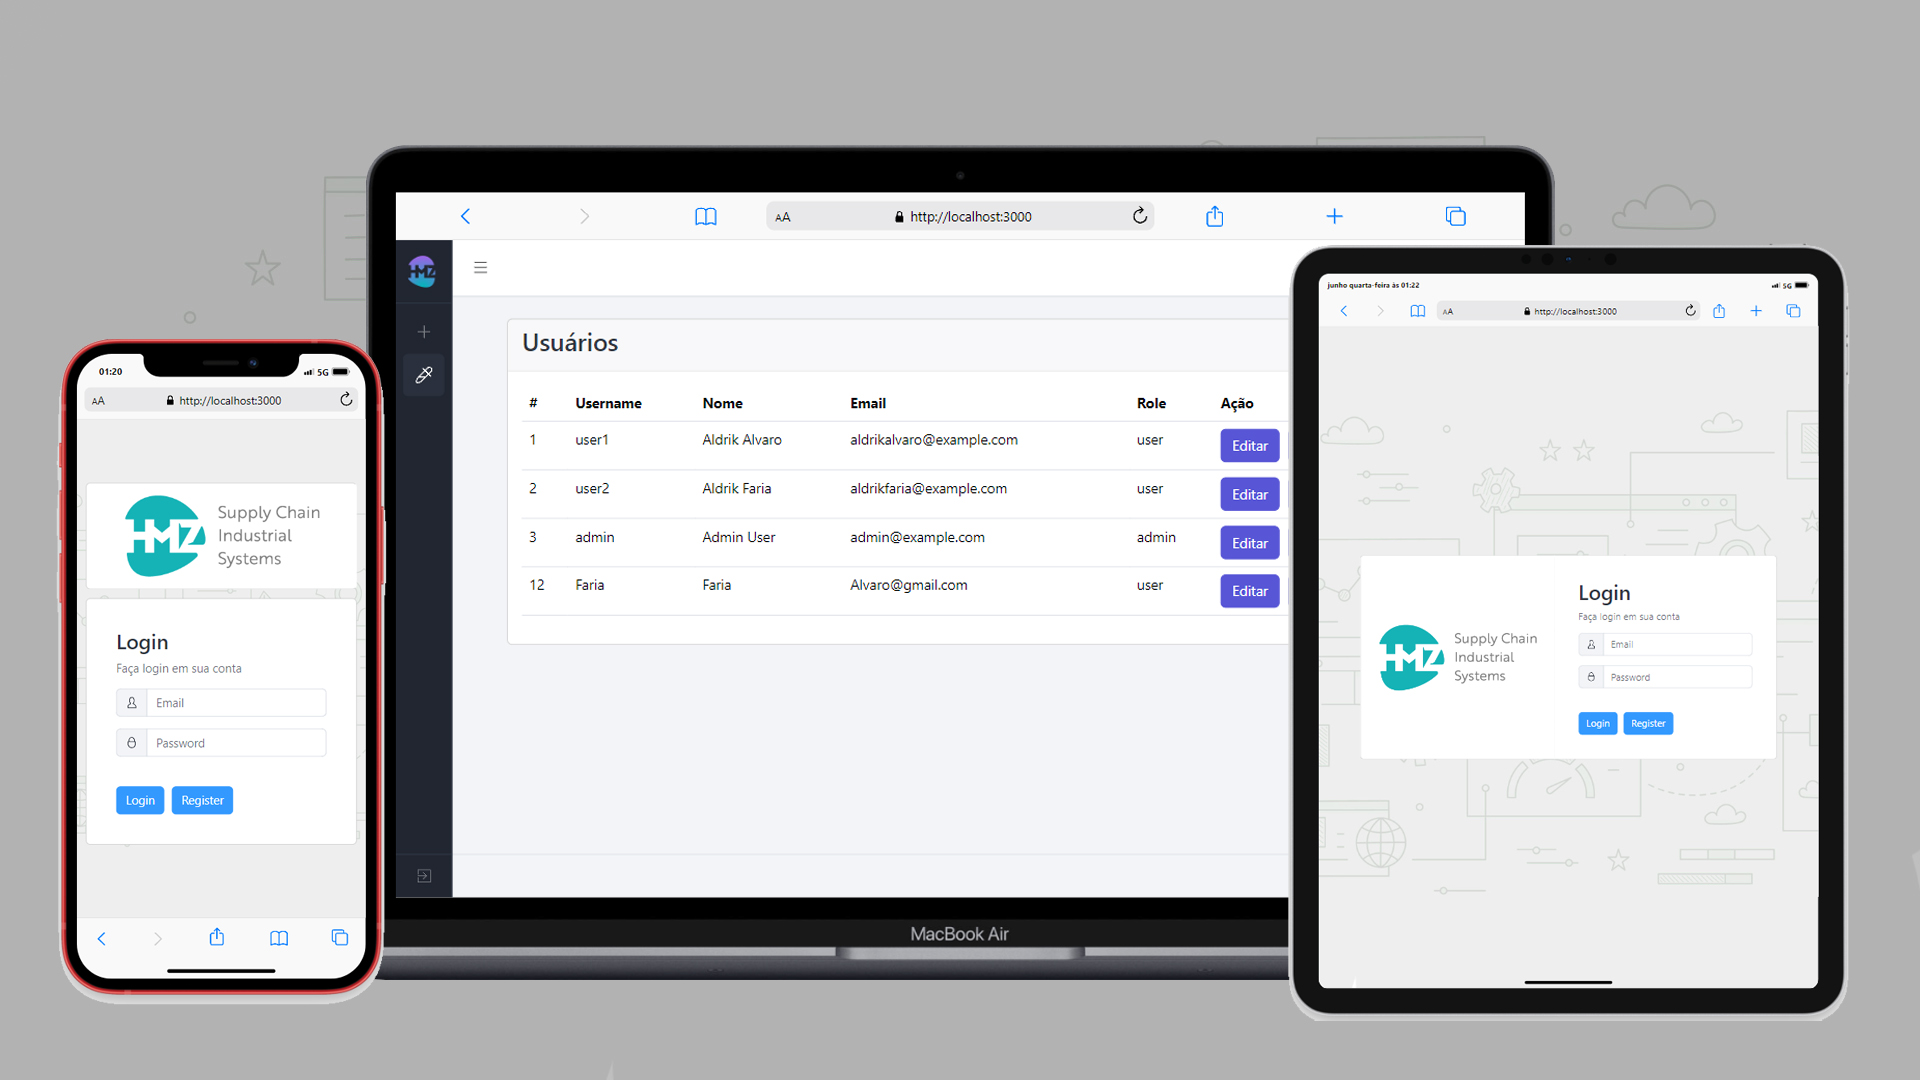 01:20
5G
AA
http://localhost:3000
HMZ
Supply Chain
Industrial
Systems
Login
Faça login em sua conta
Email
Password
Login Register
AA
http://localhost:3000
HMZ
Usuários
# Username Nome Email Role Ação
1 user1 Aldrik Alvaro aldrikalvaro@example.com user Editar
2 user2 Aldrik Faria aldrikfaria@example.com user Editar
3 admin Admin User admin@example.com admin Editar
12 Faria Faria Alvaro@gmail.com user Editar
MacBook Air
junho quarta-feira às 01:22
5G
AA
http://localhost:3000
HMZ
Supply Chain
Industrial
Systems
Login
Faça login em sua conta
Email
Password
Login Register